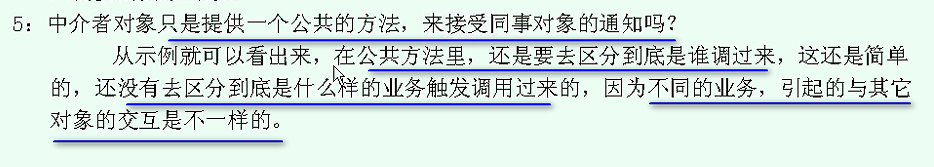 5：中介者对象只是提供一个公共的方法，来接受同事对象的通知吗？
从示例就可以看出来，在公共方法里，还是要去区分到底是谁调过来，这还是简单
的，还没有去区分到底是什么样的业务触发调用过来的，因为不同的业务，引起的与其它
对象的交互是不一样的。